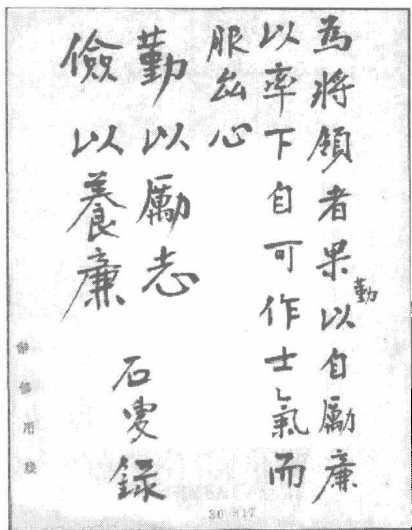 為將領者果勤以自勵廉
以率下自可作士氣而
服众心
勤以勵志
儉以養廉
石叟錄
30 817